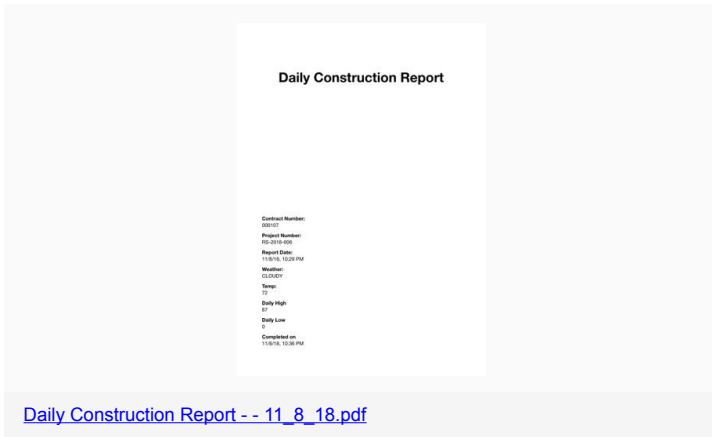 Daily Construction Report
Contract Number:
000107
Project Number:
RS-2018-006
Report Date:
11/8/18, 10:29 PM
Weather:
CLOUDY
Temp:
72
Daily High
87
Daily Low
0
Completed on
11/8/18, 10:36 PM
Daily Construction Report - - 11_8_18.pdf